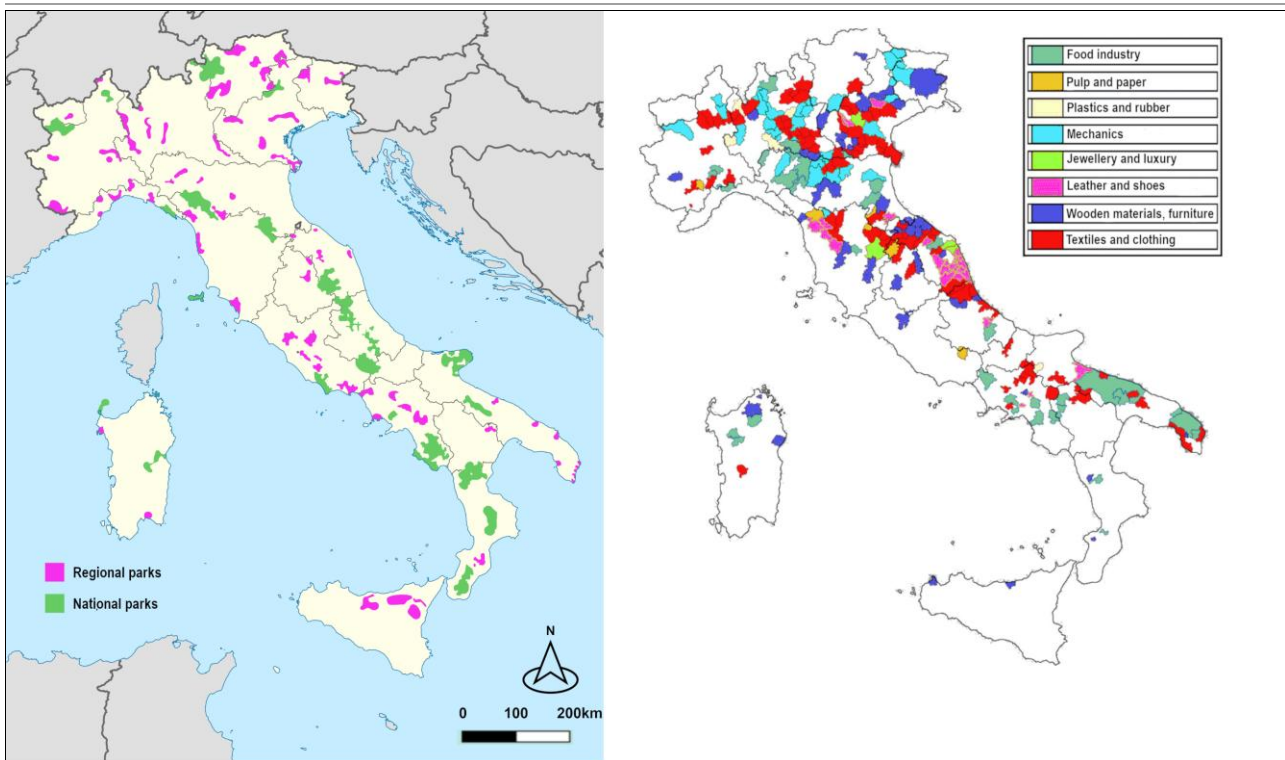 Regional parks
National parks
N
0 100 200km
Food industry
Pulp and paper
Plastics and rubber
Mechanics
Jewellery and luxury
Leather and shoes
Wooden materials, furniture
Textiles and clothing